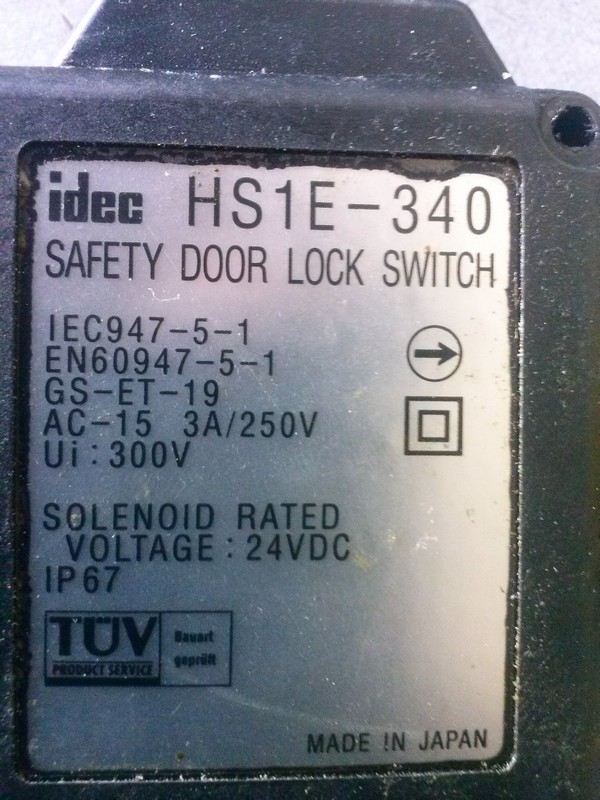 idec HS1E-340
SAFETY DOOR LOCK SWITCH
IEC947-5-1
EN60947-5-1
GS-ET-19
AC-15 3A/250V
Ui:300V
SOLENOID RATED
VOLTAGE:24VDC
IP67
TÜV
PRODUCT SERVICE
Bauart
geprüft
MADE IN JAPAN